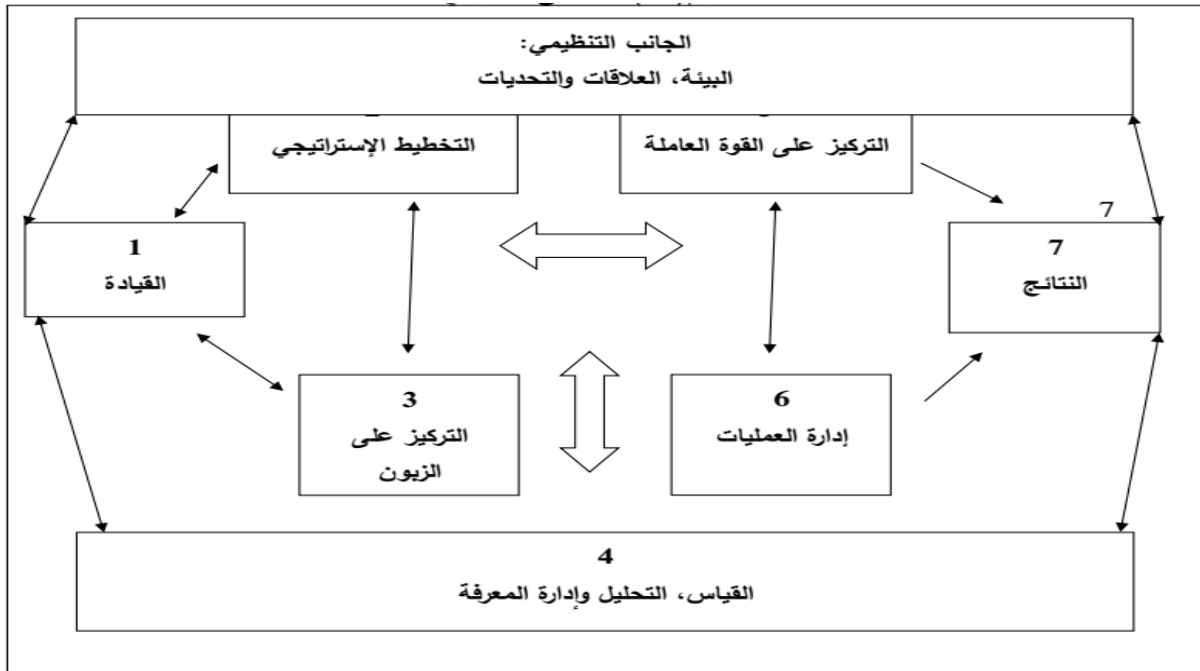 الجانب التنظيمي:
البيئة، العلاقات والتحديات
التخطيط الإستراتيجي
التركيز على القوة العاملة
7
1
القيادة
7
النتائج
3
التركيز على
الزبون
6
إدارة العمليات
4
القياس، التحليل وإدارة المعرفة